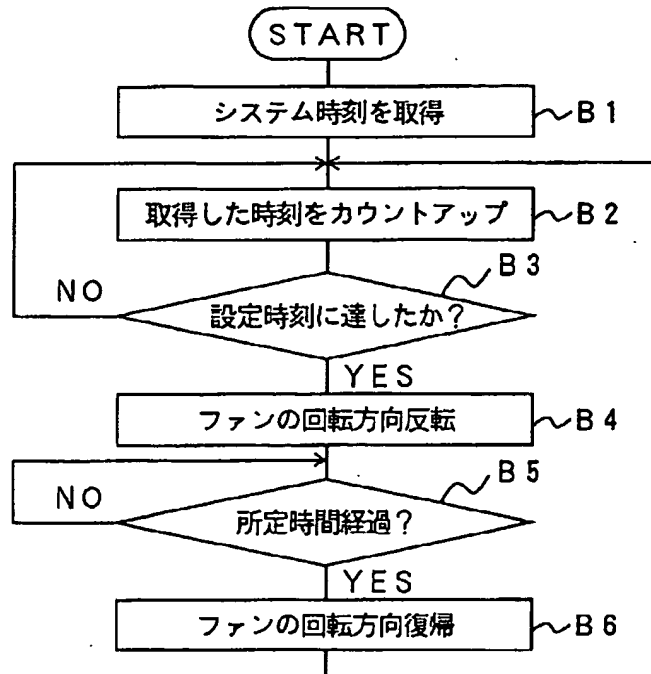 START
システム時刻を取得
B1
取得した時刻をカウントアップ
B2
B3
NO
設定時刻に達したか?
YES
ファンの回転方向反転
B4
B5
NO
所定時間経過?
YES
ファンの回転方向復帰
B6